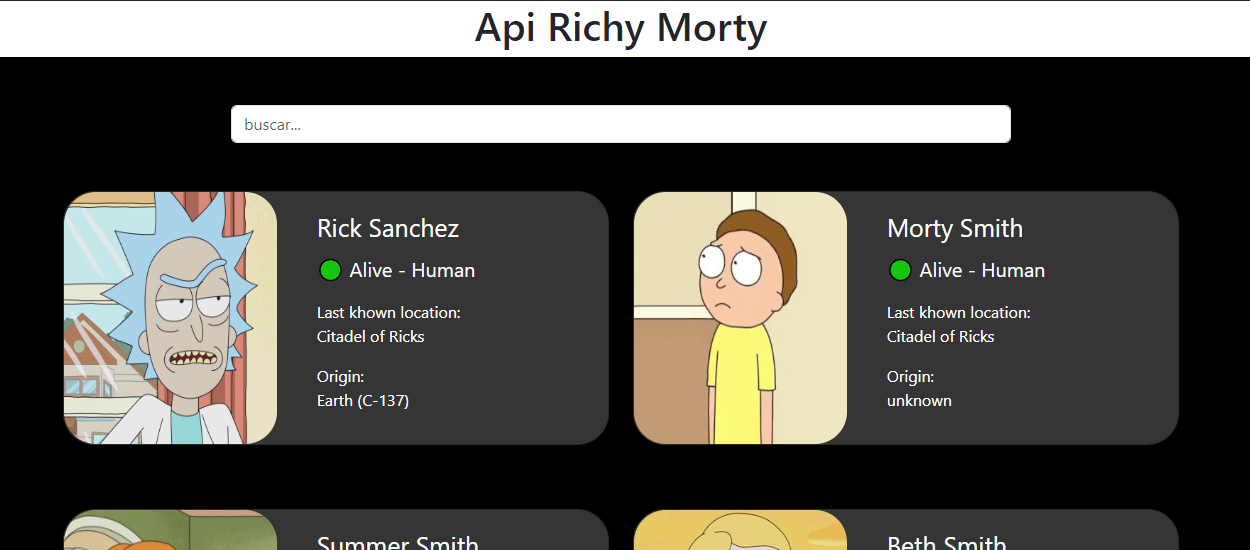 Api Richy Morty
buscar...
Rick Sanchez
Alive - Human
Last khown location:
Citadel of Ricks
Origin:
Earth (C-137)
Morty Smith
Alive - Human
Last khown location:
Citadel of Ricks
Origin:
unknown
Summer Smith
Beth Smith